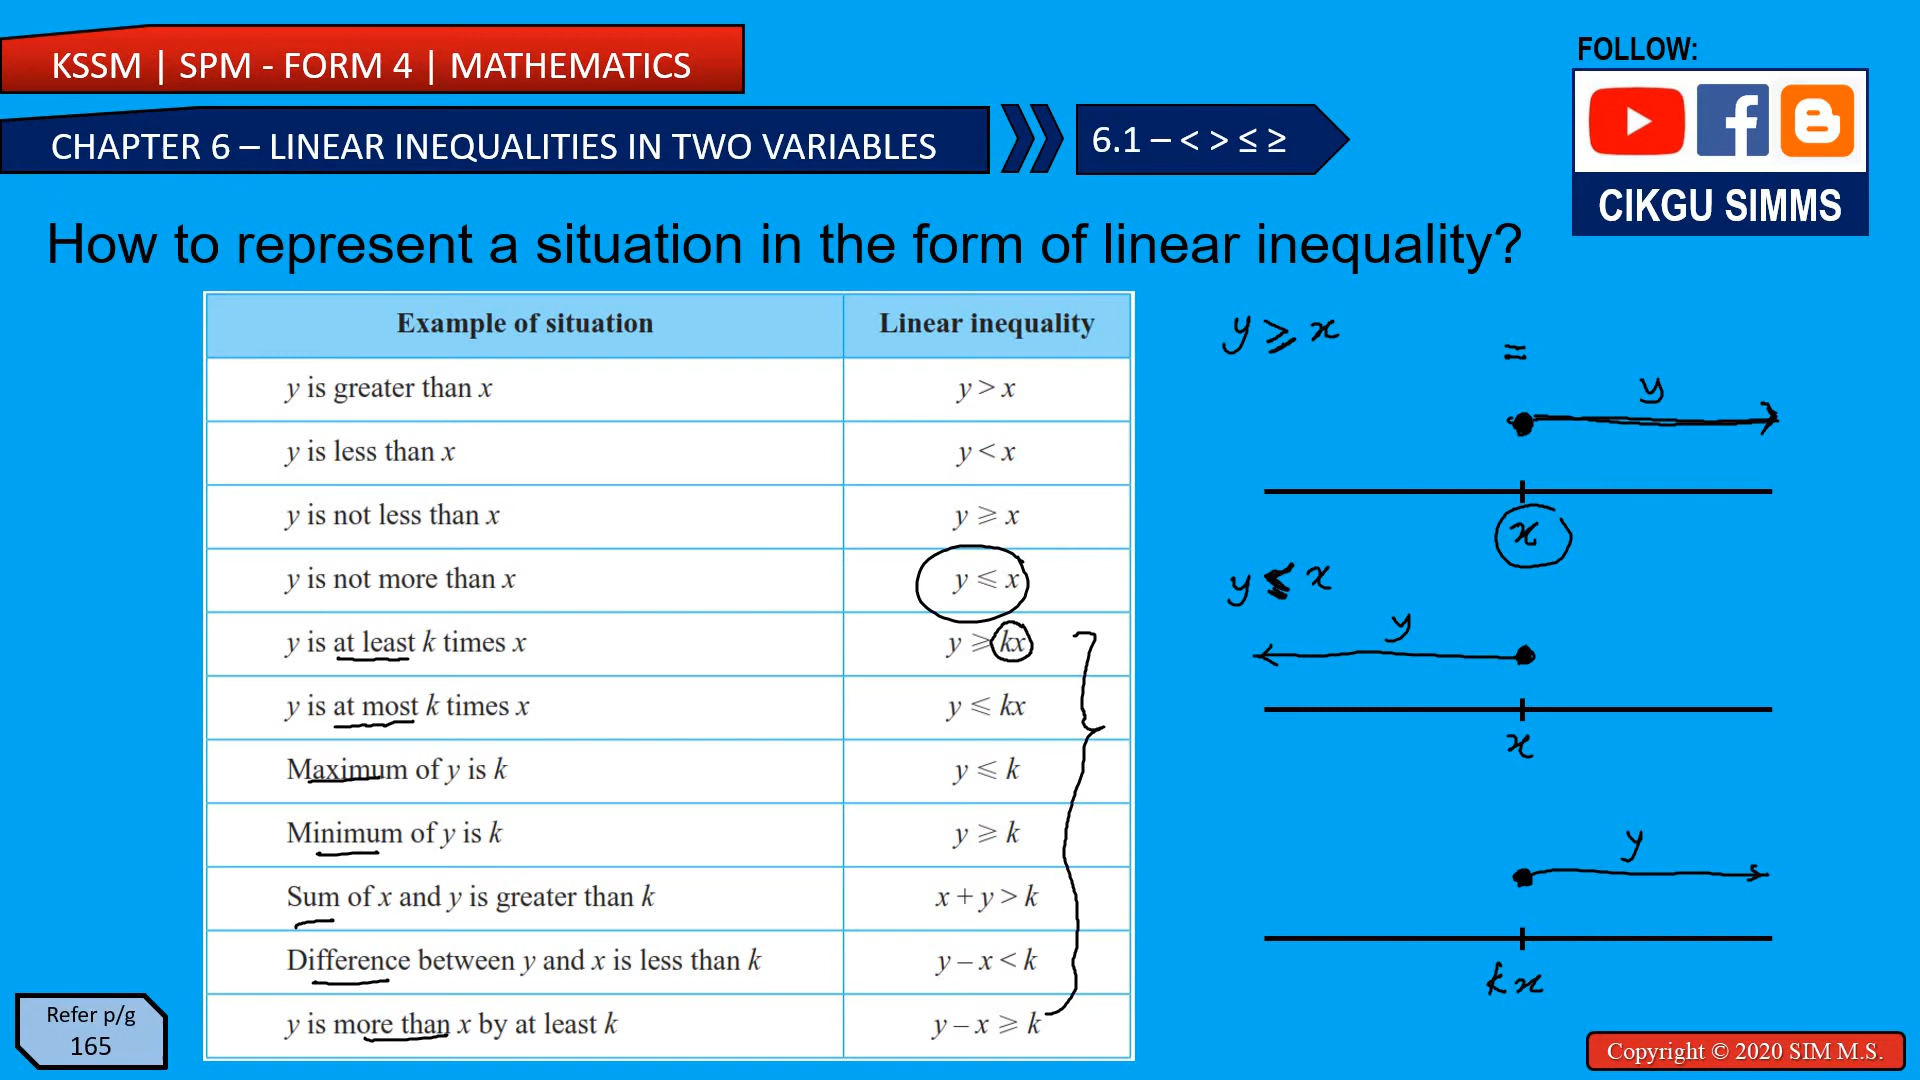 KSSM | SPM - FORM 4 | MATHEMATICS
CHAPTER 6 – LINEAR INEQUALITIES IN TWO VARIABLES
6.1 – < > ≤ ≥
FOLLOW:
CIKGU SIMMS
How to represent a situation in the form of linear inequality?
Example of situation Linear inequality
y is greater than x y > x
y is less than x y < x
y is not less than x y ⩾ x
y is not more than x y ⩽ x
y is at least k times x y ⩾ kx
y is at most k times x y ⩽ kx
Maximum of y is k y ⩽ k
Minimum of y is k y ⩾ k
Sum of x and y is greater than k x + y > k
Difference between y and x is less than k y – x < k
y is more than x by at least k y – x ⩾ k
y ⩾ x
=
y
x
y ⩽ x
y
x
y
kx
Refer p/g
165
Copyright © 2020 SIM M.S.